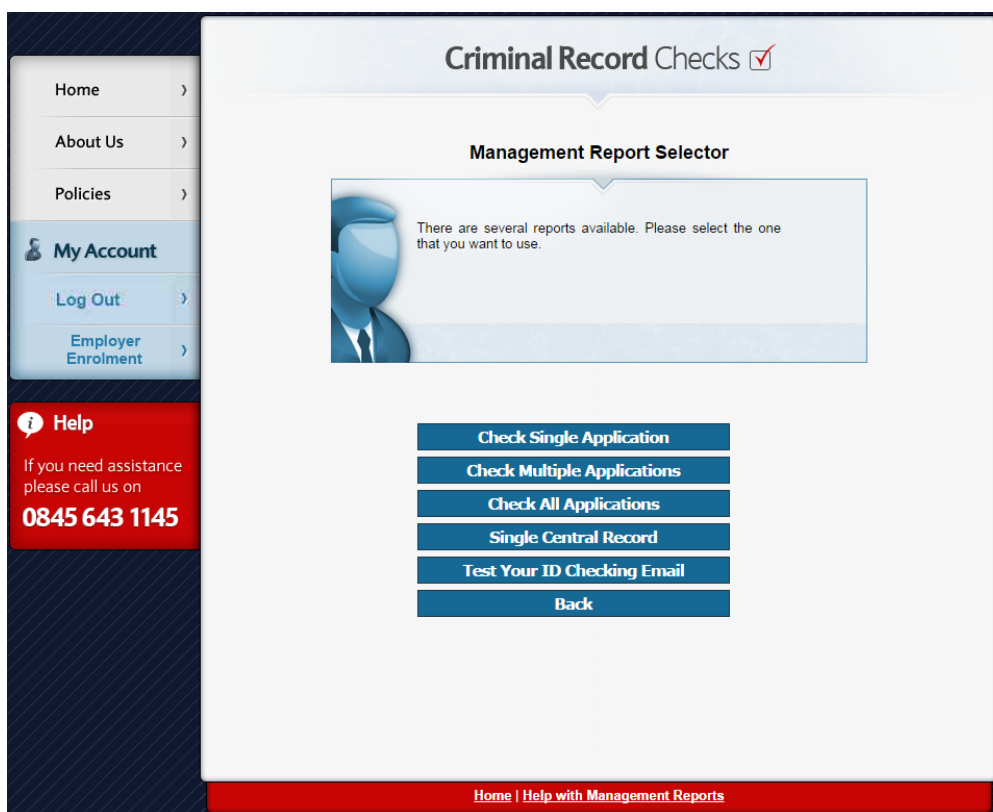 Criminal Record Checks
Home
About Us
Policies
My Account
Log Out
Employer
Enrolment
Help
If you need assistance
please call us on
0845 643 1145
Management Report Selector
There are several reports available. Please select the one
that you want to use.
Check Single Application
Check Multiple Applications
Check All Applications
Single Central Record
Test Your ID Checking Email
Back
Home | Help with Management Reports